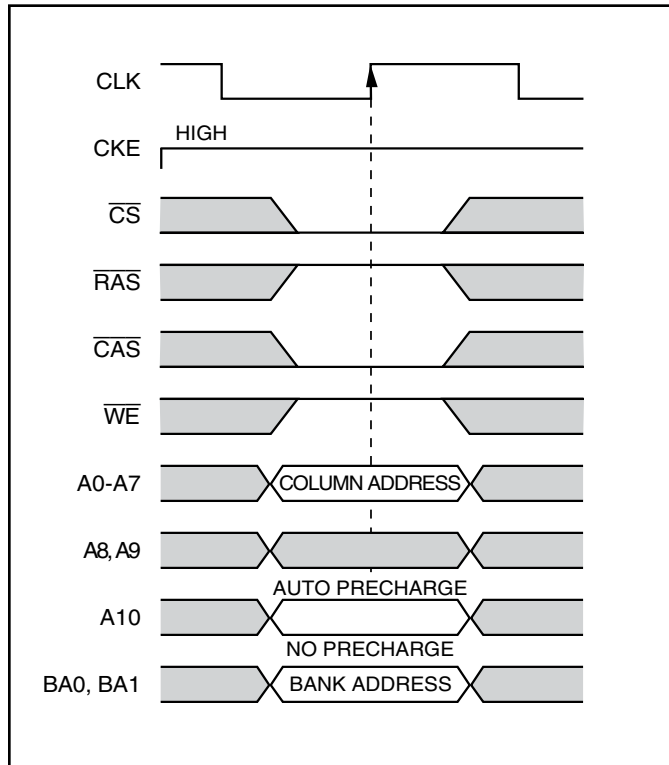 CLK
HIGH
CKE
CS
RAS
CAS
WE
A0-A7 COLUMN ADDRESS
A8, A9
AUTO PRECHARGE
A10
NO PRECHARGE
BA0, BA1 BANK ADDRESS